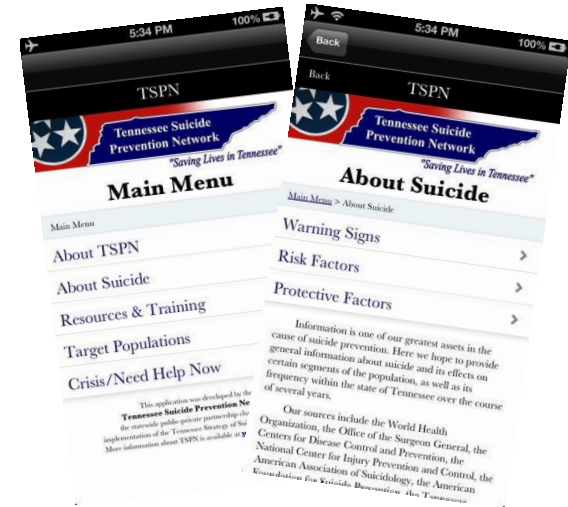 5:34 PM
100%
TSPN
Tennessee Suicide
Prevention Network
"Saving Lives in Tennessee"
Main Menu
Main Menu
About TSPN
About Suicide
Resources & Training
Target Populations
Crisis/Need Help Now
This application was developed by the
Tennessee Suicide Prevention Ne
the statewide public-private partnership
implementation of the Tennessee Strategy of
More information about TSPN is available at
5:34 PM
100%
Back
Back
TSPN
Tennessee Suicide
Prevention Network
"Saving Lives in Tennessee"
About Suicide
Main Menu > About Suicide
Warning Signs
Risk Factors
Protective Factors
Information is one of our greatest assets in the
cause of suicide prevention. Here we hope to provide
general information about suicide and its effects on
certain segments of the population, as well as its
frequency within the state of Tennessee over the course
of several years.
Our sources include the World Health
Organization, the Office of the Surgeon General, the
Centers for Disease Control and Prevention, the
National Center for Injury Prevention and Control, the
American Association of Suicidology, the American
Foundation for Suicide Prevention, the Tennessee